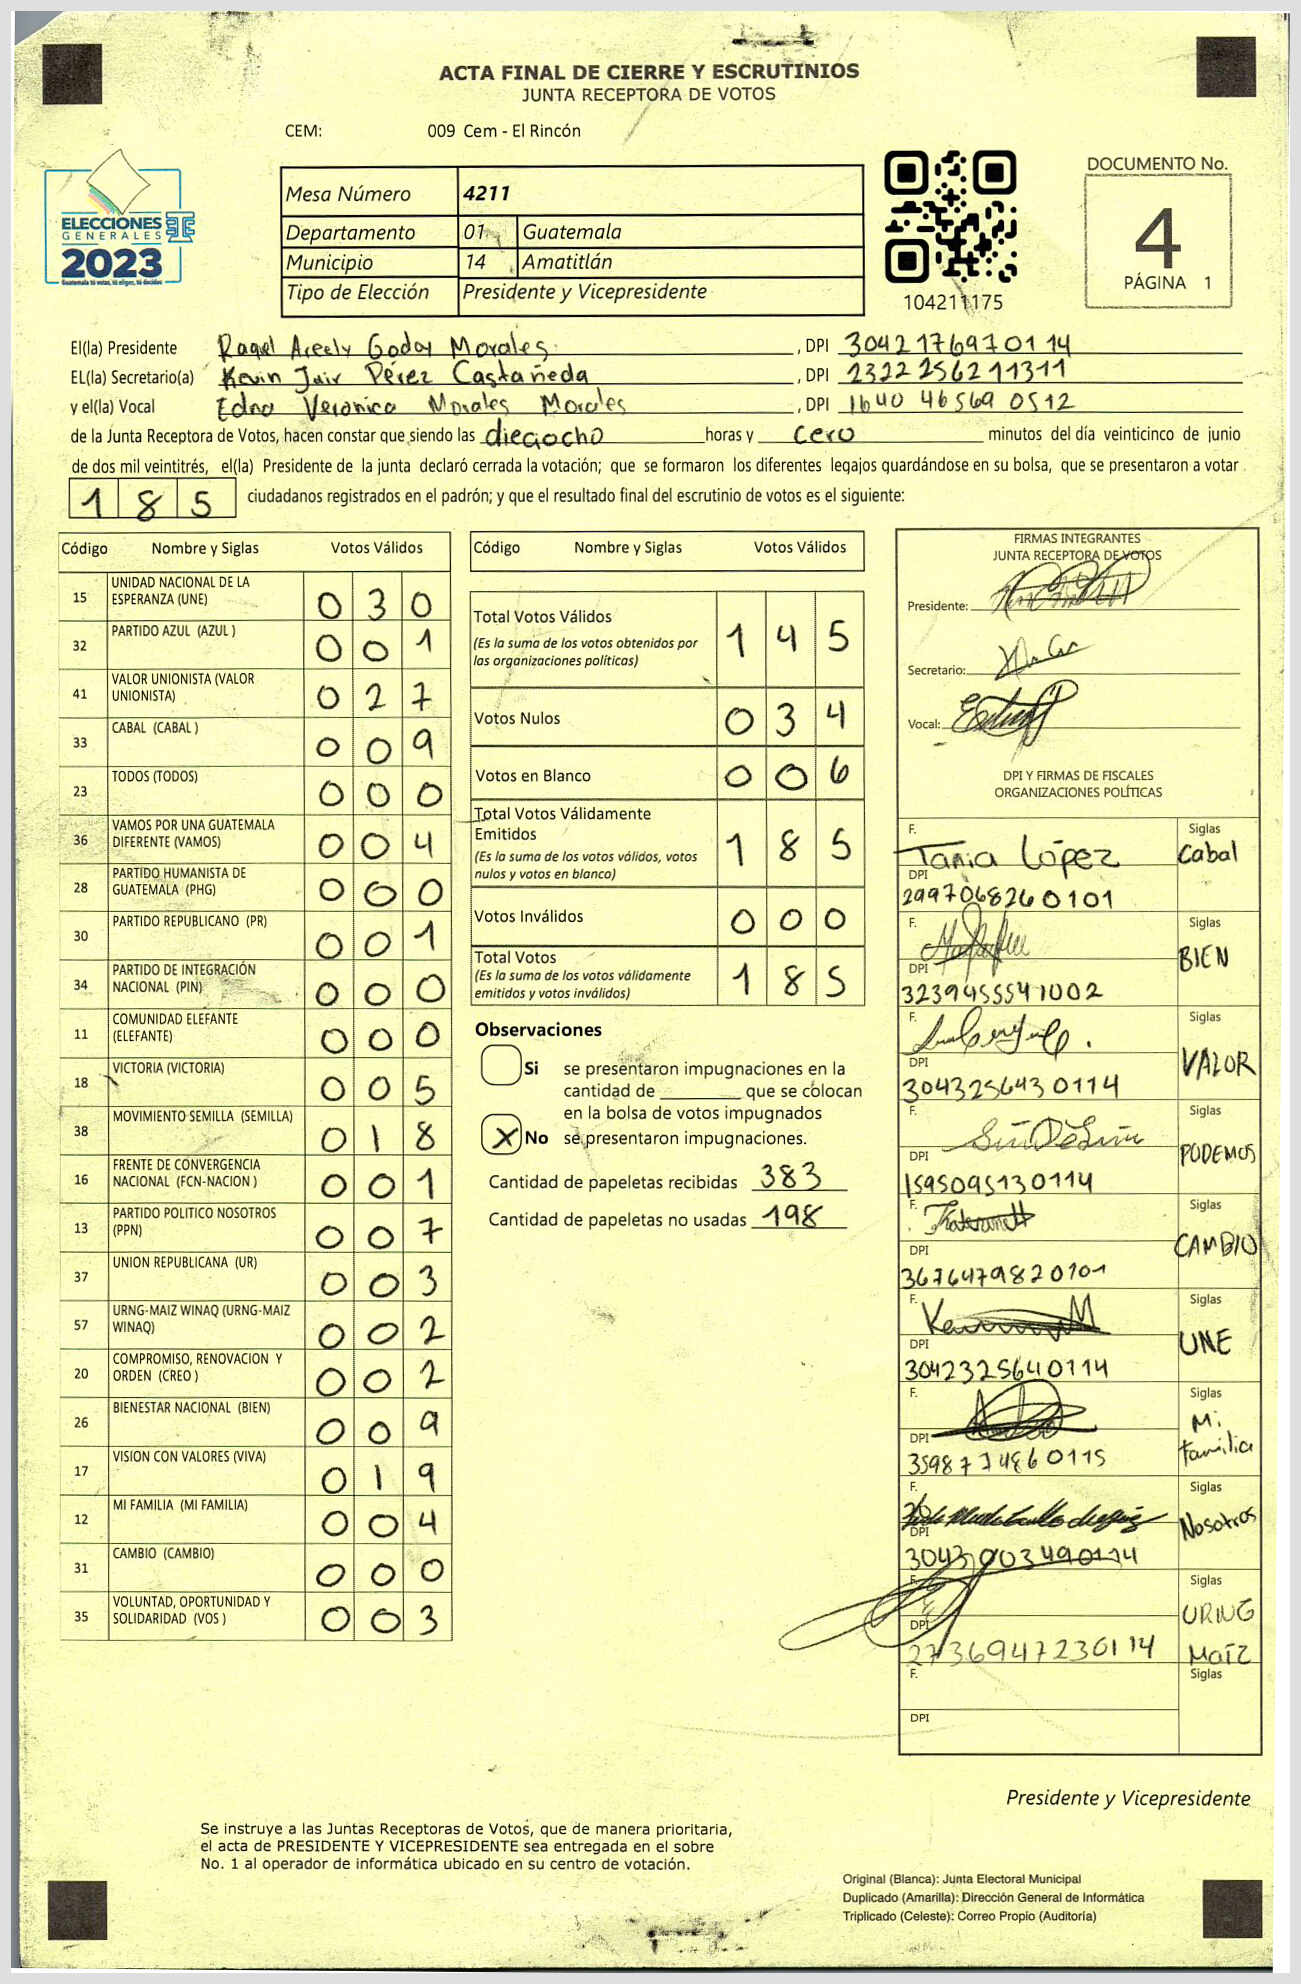 ACTA FINAL DE CIERRE Y ESCRUTINIOS
JUNTA RECEPTORA DE VOTOS
CEM: 009 Cem - El Rincón
ELECCIONES
GENERALES
2023
Guatemala tú votas, tú eliges, tú decides
Mesa Número 4211
Departamento 01 Guatemala
Municipio 14 Amatitlán
Tipo de Elección Presidente y Vicepresidente
104211175
DOCUMENTO No.
4
PÁGINA 1
El(la) Presidente Raquel Areely Godoy Morales, DPI 3042176970114
EL(la) Secretario(a) Kevin Jair Pérez Castañeda, DPI 2322 256211311
y el(la) Vocal Edna Veronica Morales Morales, DPI 1640 46569 0512
de la Junta Receptora de Votos, hacen constar que siendo las dieciocho horas y cero minutos del día veinticinco de junio
de dos mil veintitrés, el(la) Presidente de la junta declaró cerrada la votación; que se formaron los diferentes legajos guardándose en su bolsa, que se presentaron a votar
185 ciudadanos registrados en el padrón; y que el resultado final del escrutinio de votos es el siguiente:
Código Nombre y Siglas Votos Válidos
15 UNIDAD NACIONAL DE LA ESPERANZA (UNE) 030
32 PARTIDO AZUL (AZUL ) 001
41 VALOR UNIONISTA (VALOR UNIONISTA) 027
33 CABAL (CABAL ) 009
23 TODOS (TODOS) 000
36 VAMOS POR UNA GUATEMALA DIFERENTE (VAMOS) 004
28 PARTIDO HUMANISTA DE GUATEMALA (PHG) 000
30 PARTIDO REPUBLICANO (PR) 001
34 PARTIDO DE INTEGRACIÓN NACIONAL (PIN) 000
11 COMUNIDAD ELEFANTE (ELEFANTE) 000
18 VICTORIA (VICTORIA) 005
38 MOVIMIENTO SEMILLA (SEMILLA) 018
16 FRENTE DE CONVERGENCIA NACIONAL (FCN-NACION ) 001
13 PARTIDO POLITICO NOSOTROS (PPN) 007
37 UNION REPUBLICANA (UR) 003
57 URNG-MAIZ WINAQ (URNG-MAIZ WINAQ) 002
20 COMPROMISO, RENOVACION Y ORDEN (CREO ) 002
26 BIENESTAR NACIONAL (BIEN) 009
17 VISION CON VALORES (VIVA) 019
12 MI FAMILIA (MI FAMILIA) 004
31 CAMBIO (CAMBIO) 000
35 VOLUNTAD, OPORTUNIDAD Y SOLIDARIDAD (VOS ) 003
Código Nombre y Siglas Votos Válidos
Total Votos Válidos 145
(Es la suma de los votos obtenidos por
las organizaciones políticas)
Votos Nulos 034
Votos en Blanco 006
Total Votos Válidamente
Emitidos 185
(Es la suma de los votos válidos, votos
nulos y votos en blanco)
Votos Inválidos 000
Total Votos 185
(Es la suma de los votos válidamente
emitidos y votos inválidos)
Observaciones
Si se presentaron impugnaciones en la
cantidad de ________ que se colocan
en la bolsa de votos impugnados
X No se presentaron impugnaciones.
Cantidad de papeletas recibidas 383
Cantidad de papeletas no usadas 198
FIRMAS INTEGRANTES
JUNTA RECEPTORA DE VOTOS
Presidente:
Secretario:
Vocal:
DPI Y FIRMAS DE FISCALES
ORGANIZACIONES POLÍTICAS
F. Tania López Siglas Cabal
DPI 2997068260101
F. Siglas BIEN
DPI 3239455541002
F. Siglas VALOR
DPI 3043256430114
F. Siglas PODEMOS
DPI 1595095130114
F. Siglas CAMBIO
DPI 3676479820101
F. Siglas UNE
DPI 3042325640114
F. Siglas Mi familia
DPI 3598774860115
F. Siglas Nosotros
DPI 3043003490114
F. Siglas URNG MAÍZ
DPI 2736947230114
F. Siglas
DPI
Presidente y Vicepresidente
Se instruye a las Juntas Receptoras de Votos, que de manera prioritaria,
el acta de PRESIDENTE Y VICEPRESIDENTE sea entregada en el sobre
No. 1 al operador de informática ubicado en su centro de votación.
Original (Blanca): Junta Electoral Municipal
Duplicado (Amarilla): Dirección General de Informática
Triplicado (Celeste): Correo Propio (Auditoría)